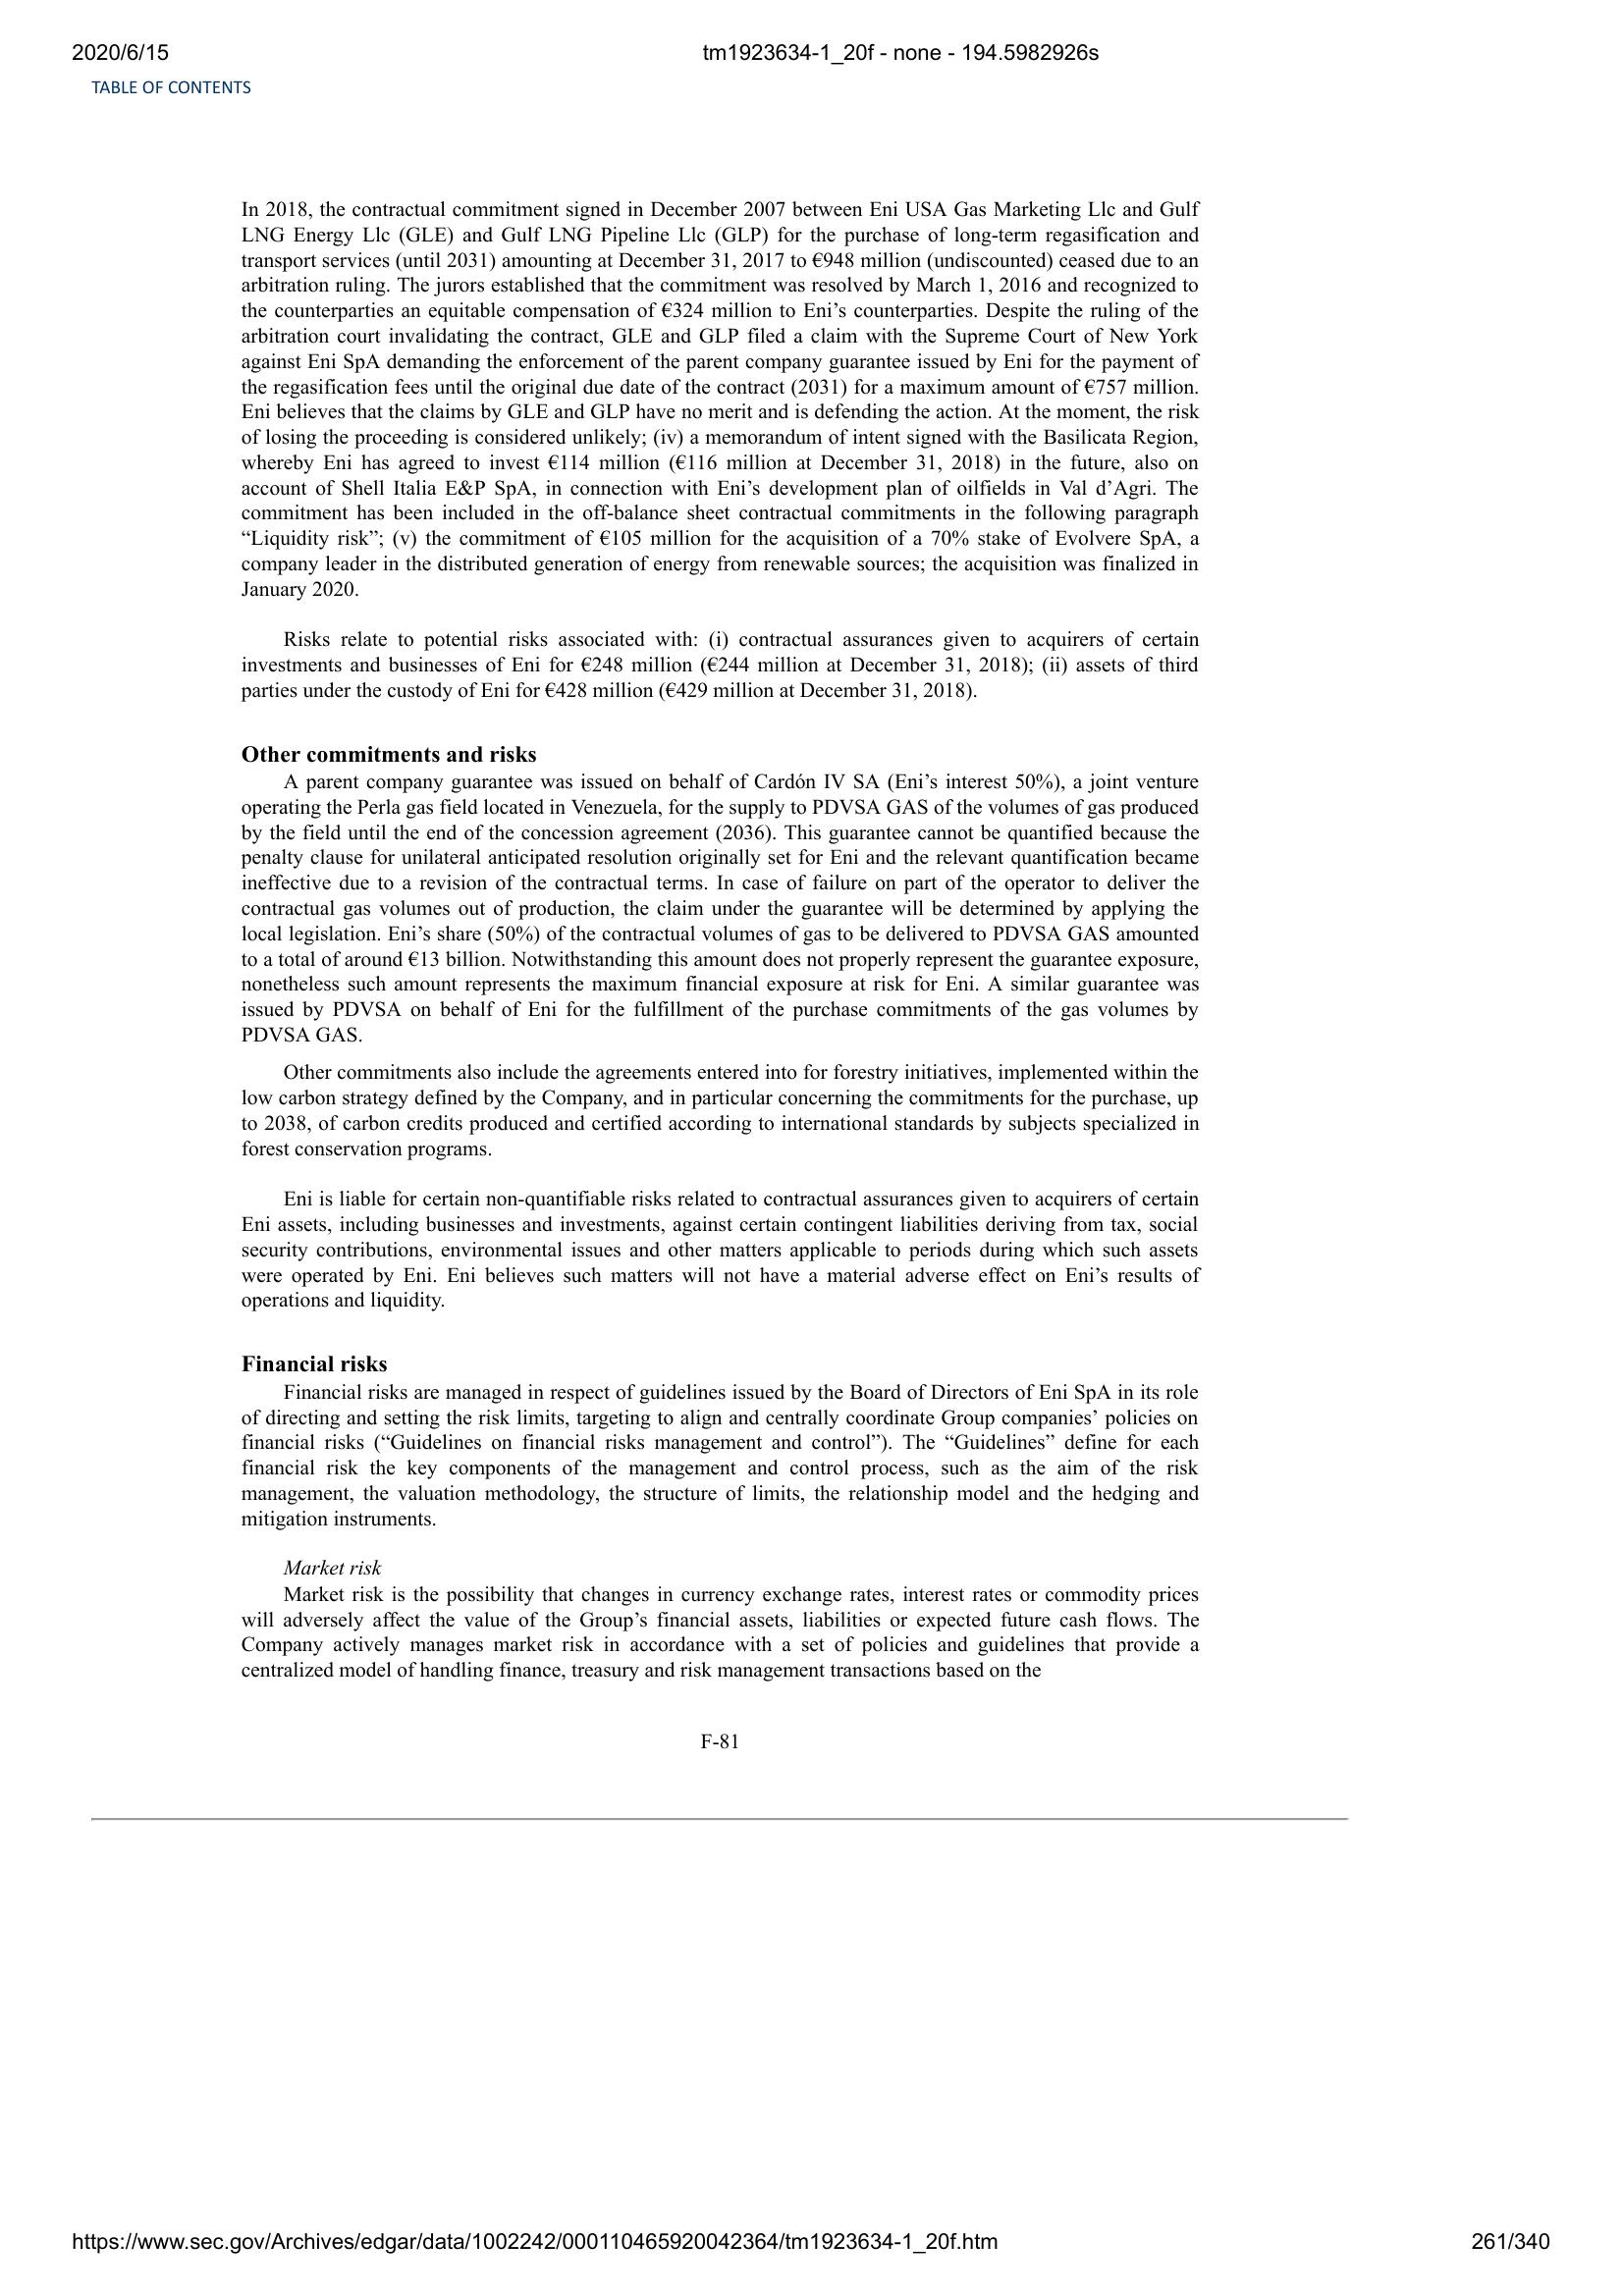 2020/6/15
tm1923634-1_20f - none - 194.5982926s
TABLE OF CONTENTS
In 2018, the contractual commitment signed in December 2007 between Eni USA Gas Marketing Llc and Gulf
LNG Energy Llc (GLE) and Gulf LNG Pipeline Llc (GLP) for the purchase of long-term regasification and
transport services (until 2031) amounting at December 31, 2017 to €948 million (undiscounted) ceased due to an
arbitration ruling. The jurors established that the commitment was resolved by March 1, 2016 and recognized to
the counterparties an equitable compensation of €324 million to Eni’s counterparties. Despite the ruling of the
arbitration court invalidating the contract, GLE and GLP filed a claim with the Supreme Court of New York
against Eni SpA demanding the enforcement of the parent company guarantee issued by Eni for the payment of
the regasification fees until the original due date of the contract (2031) for a maximum amount of €757 million.
Eni believes that the claims by GLE and GLP have no merit and is defending the action. At the moment, the risk
of losing the proceeding is considered unlikely; (iv) a memorandum of intent signed with the Basilicata Region,
whereby Eni has agreed to invest €114 million (€116 million at December 31, 2018) in the future, also on
account of Shell Italia E&P SpA, in connection with Eni’s development plan of oilfields in Val d’Agri. The
commitment has been included in the off-balance sheet contractual commitments in the following paragraph
“Liquidity risk”; (v) the commitment of €105 million for the acquisition of a 70% stake of Evolvere SpA, a
company leader in the distributed generation of energy from renewable sources; the acquisition was finalized in
January 2020.
Risks relate to potential risks associated with: (i) contractual assurances given to acquirers of certain
investments and businesses of Eni for €248 million (€244 million at December 31, 2018); (ii) assets of third
parties under the custody of Eni for €428 million (€429 million at December 31, 2018).
Other commitments and risks
A parent company guarantee was issued on behalf of Cardón IV SA (Eni’s interest 50%), a joint venture
operating the Perla gas field located in Venezuela, for the supply to PDVSA GAS of the volumes of gas produced
by the field until the end of the concession agreement (2036). This guarantee cannot be quantified because the
penalty clause for unilateral anticipated resolution originally set for Eni and the relevant quantification became
ineffective due to a revision of the contractual terms. In case of failure on part of the operator to deliver the
contractual gas volumes out of production, the claim under the guarantee will be determined by applying the
local legislation. Eni’s share (50%) of the contractual volumes of gas to be delivered to PDVSA GAS amounted
to a total of around €13 billion. Notwithstanding this amount does not properly represent the guarantee exposure,
nonetheless such amount represents the maximum financial exposure at risk for Eni. A similar guarantee was
issued by PDVSA on behalf of Eni for the fulfillment of the purchase commitments of the gas volumes by
PDVSA GAS.
Other commitments also include the agreements entered into for forestry initiatives, implemented within the
low carbon strategy defined by the Company, and in particular concerning the commitments for the purchase, up
to 2038, of carbon credits produced and certified according to international standards by subjects specialized in
forest conservation programs.
Eni is liable for certain non-quantifiable risks related to contractual assurances given to acquirers of certain
Eni assets, including businesses and investments, against certain contingent liabilities deriving from tax, social
security contributions, environmental issues and other matters applicable to periods during which such assets
were operated by Eni. Eni believes such matters will not have a material adverse effect on Eni’s results of
operations and liquidity.
Financial risks
Financial risks are managed in respect of guidelines issued by the Board of Directors of Eni SpA in its role
of directing and setting the risk limits, targeting to align and centrally coordinate Group companies’ policies on
financial risks (“Guidelines on financial risks management and control”). The “Guidelines” define for each
financial risk the key components of the management and control process, such as the aim of the risk
management, the valuation methodology, the structure of limits, the relationship model and the hedging and
mitigation instruments.
Market risk
Market risk is the possibility that changes in currency exchange rates, interest rates or commodity prices
will adversely affect the value of the Group’s financial assets, liabilities or expected future cash flows. The
Company actively manages market risk in accordance with a set of policies and guidelines that provide a
centralized model of handling finance, treasury and risk management transactions based on the
F-81
https://www.sec.gov/Archives/edgar/data/1002242/000110465920042364/tm1923634-1_20f.htm
261/340